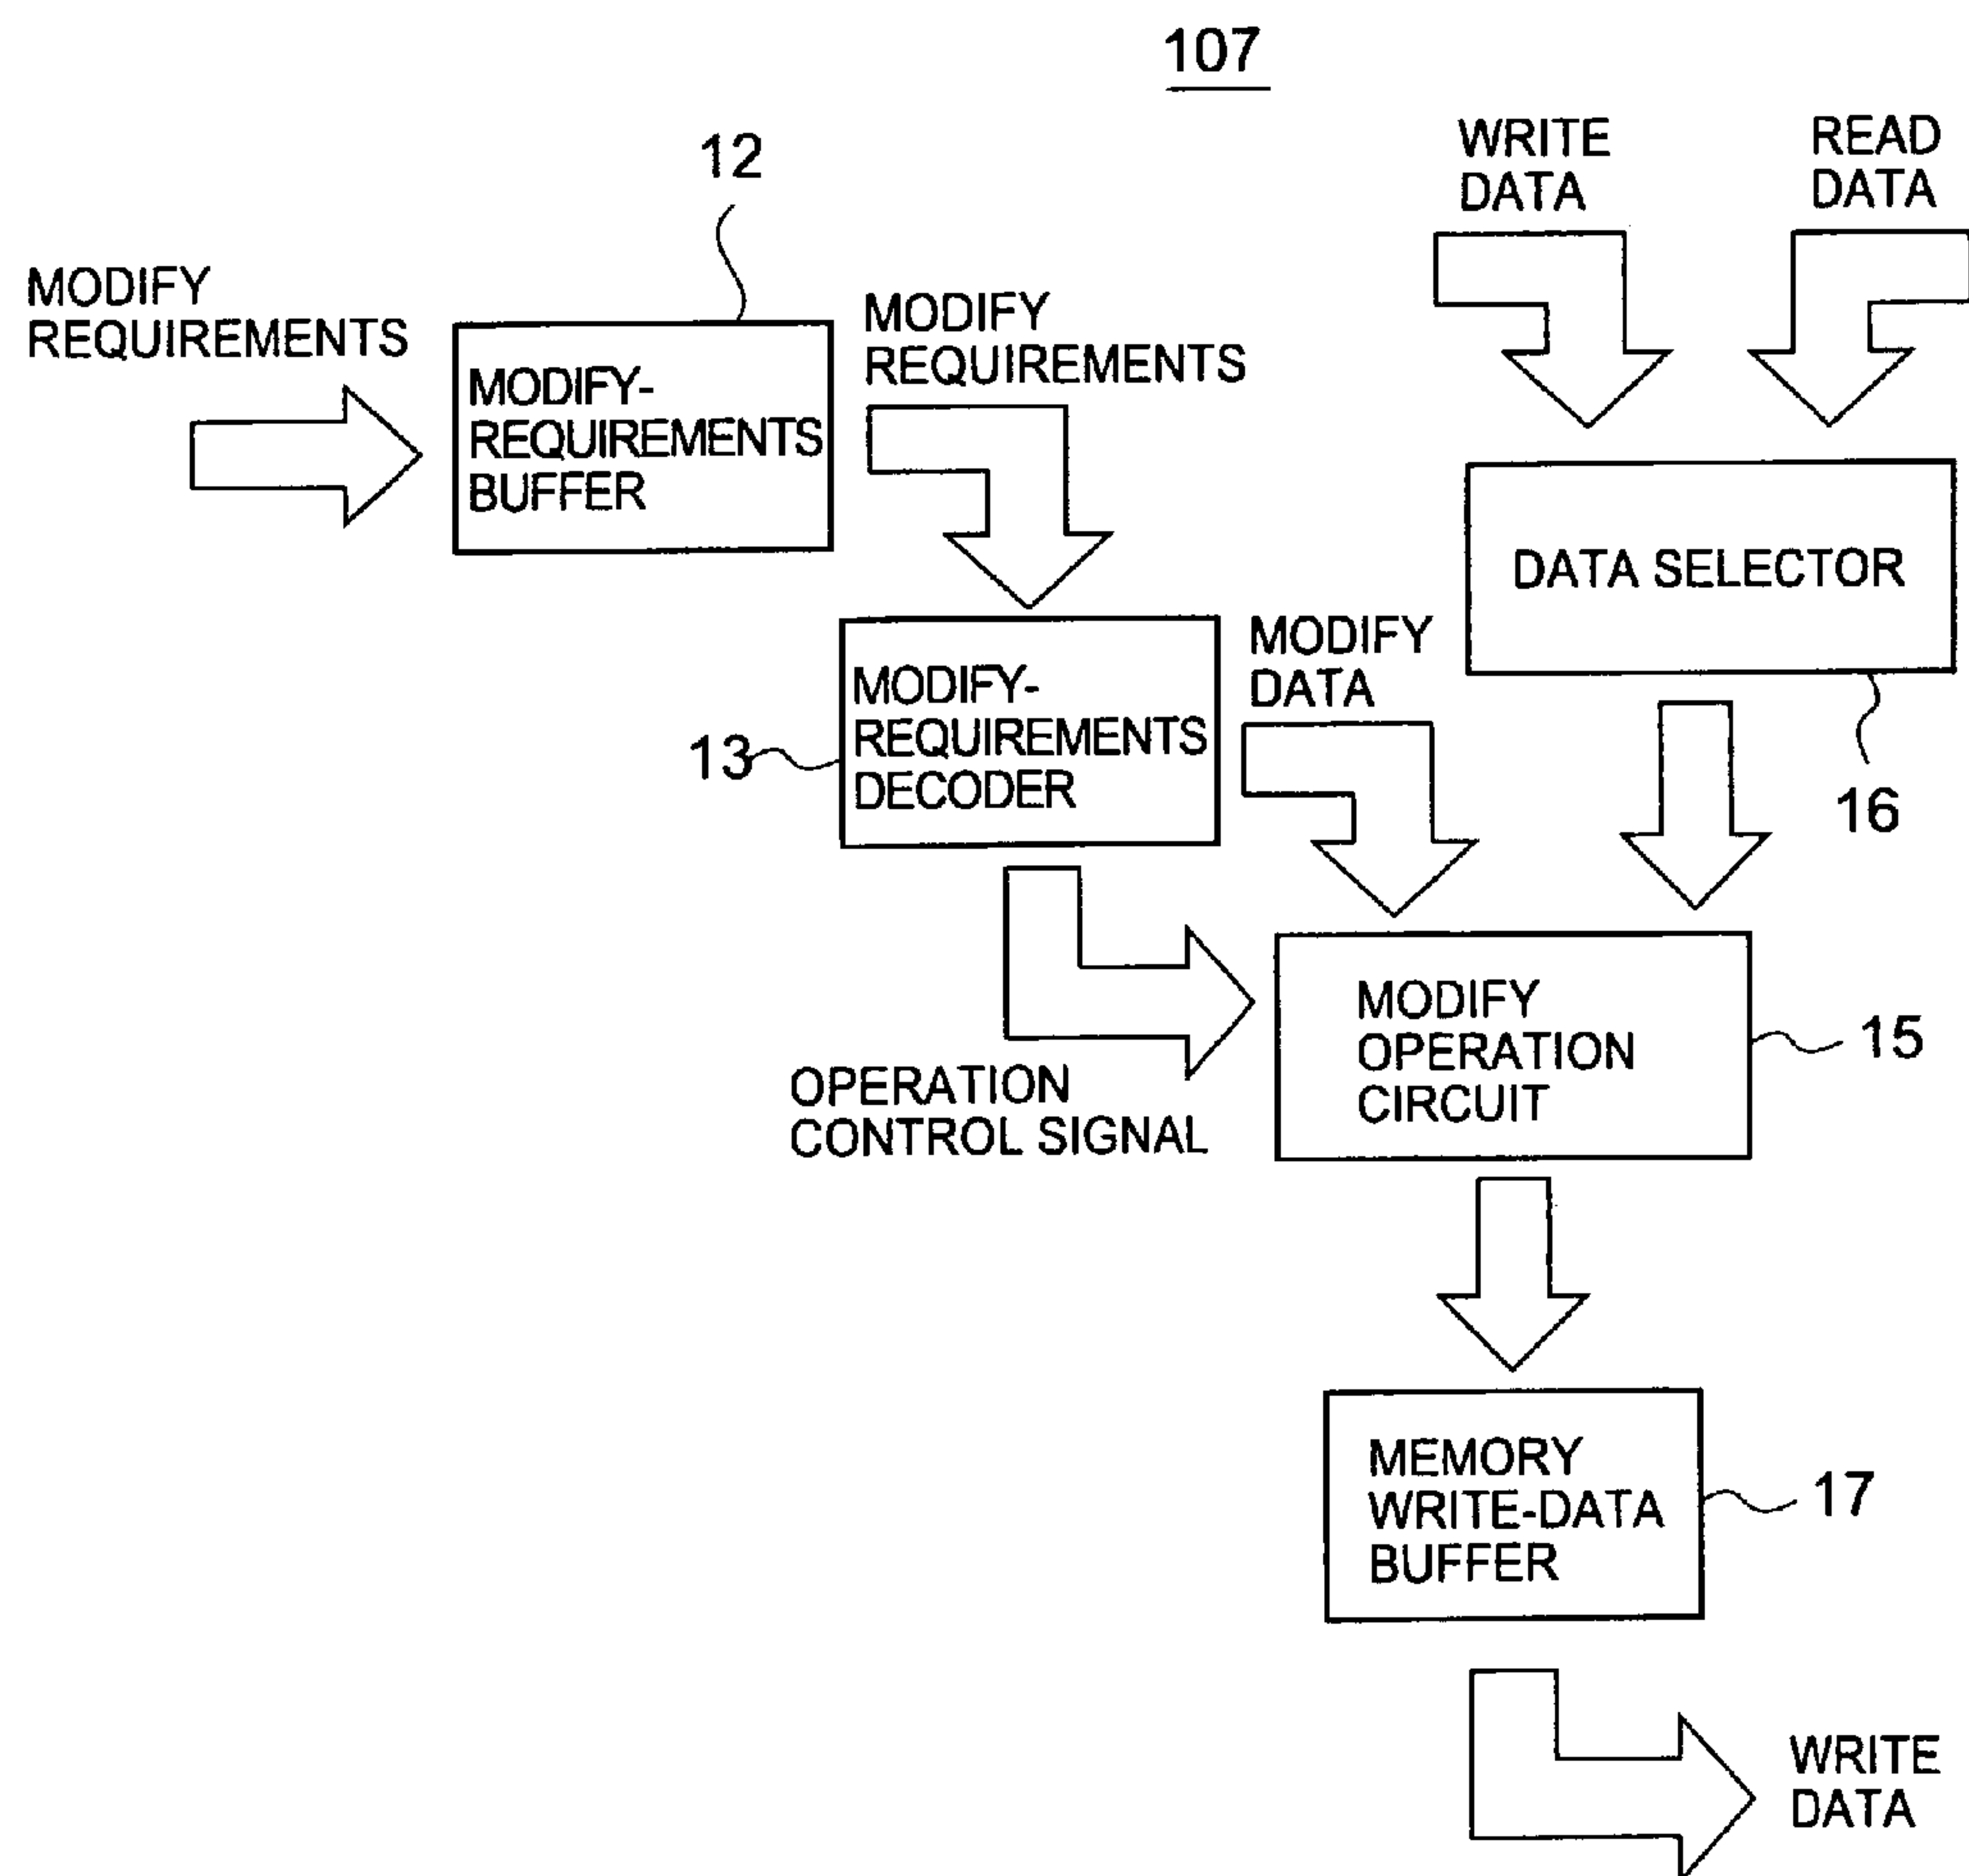 107
12
WRITE
DATA
READ
DATA
MODIFY
REQUIREMENTS
MODIFY
REQUIREMENTS
MODIFY-
REQUIREMENTS
BUFFER
DATA SELECTOR
16
13
MODIFY-
REQUIREMENTS
DECODER
MODIFY
DATA
OPERATION
CONTROL SIGNAL
MODIFY
OPERATION
CIRCUIT
15
MEMORY
WRITE-DATA
BUFFER
17
WRITE
DATA